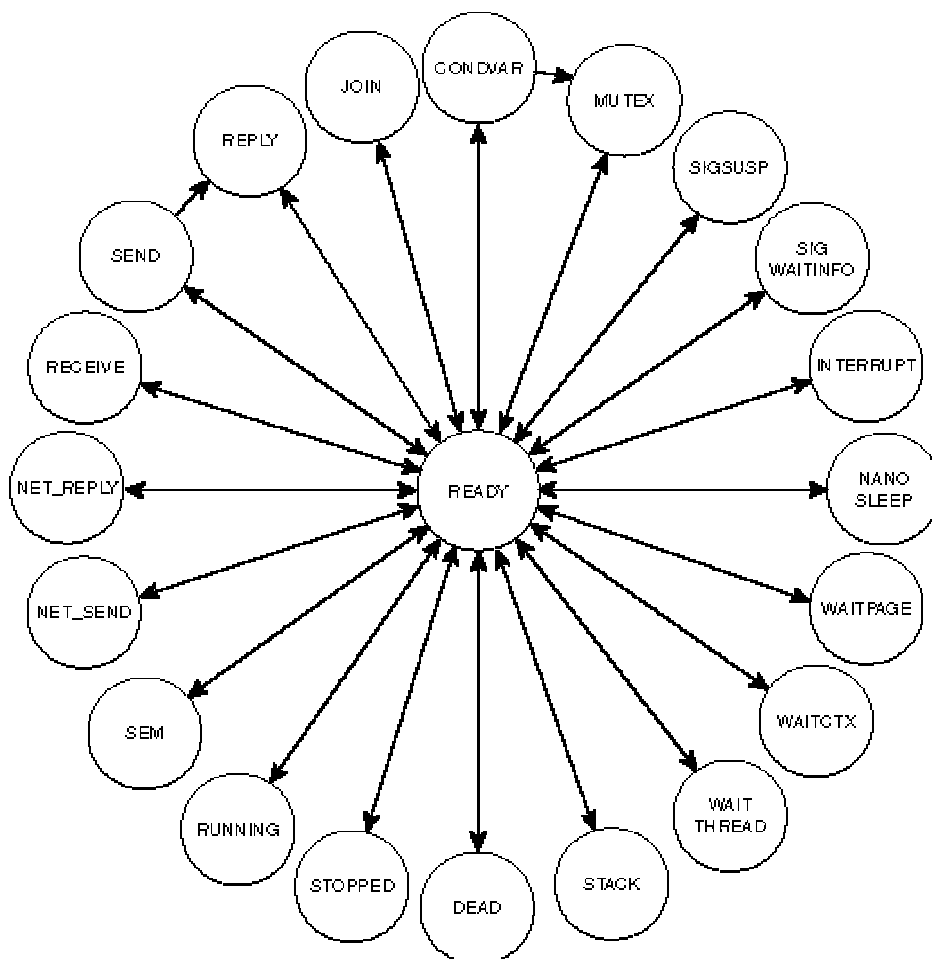 CONDVAR
JOIN
MUTEX
REPLY
SIGSUSP
SEND
SIG
WAITINFO
RECEIVE
INTERRUPT
NET_REPLY
READY
NANO
SLEEP
NET_SEND
WAITPAGE
SEM
WAITCTX
RUNNING
WAIT
THREAD
STOPPED
DEAD
STACK